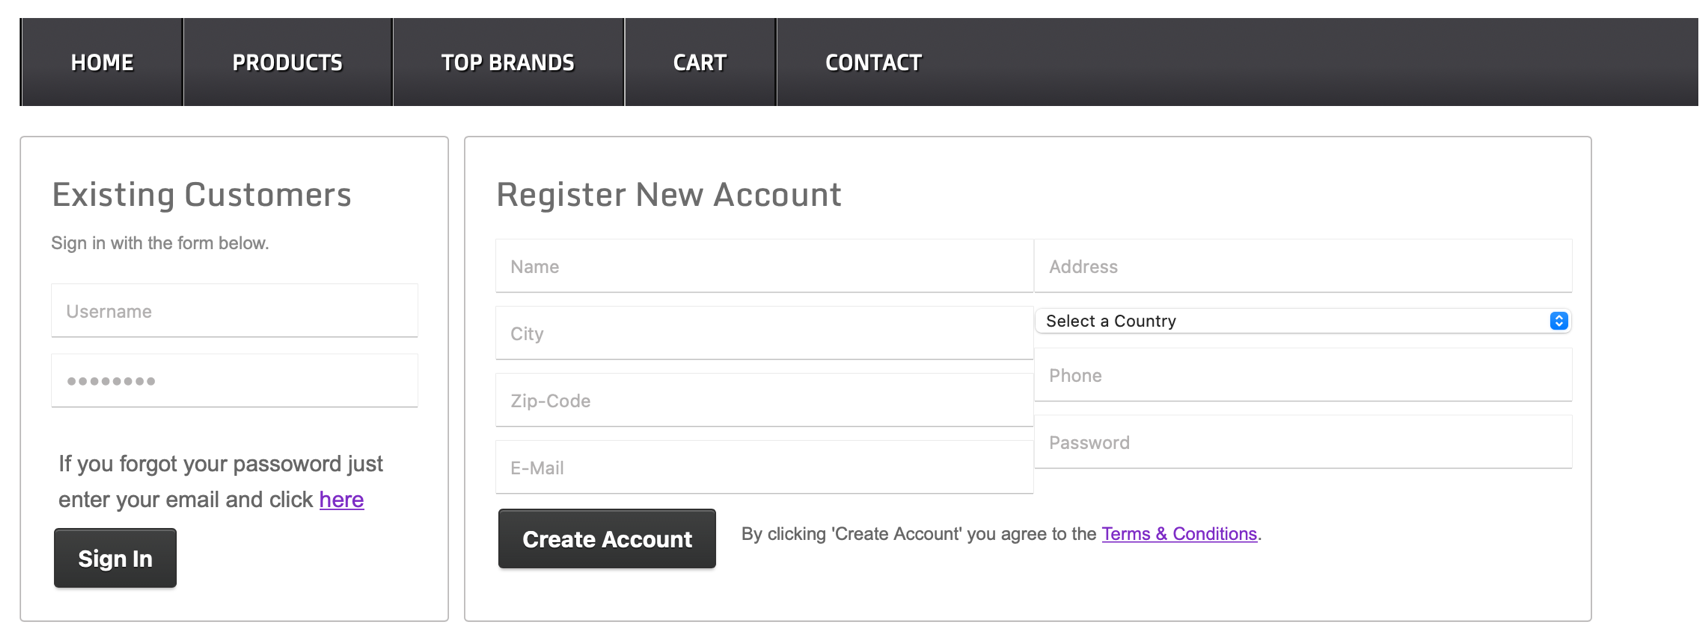 HOME PRODUCTS TOP BRANDS CART CONTACT
Existing Customers
Sign in with the form below.
Username
••••••••
If you forgot your passoword just
enter your email and click here
Sign In
Register New Account
Name
Address
City
Select a Country
Zip-Code
Phone
E-Mail
Password
Create Account
By clicking 'Create Account' you agree to the Terms & Conditions.